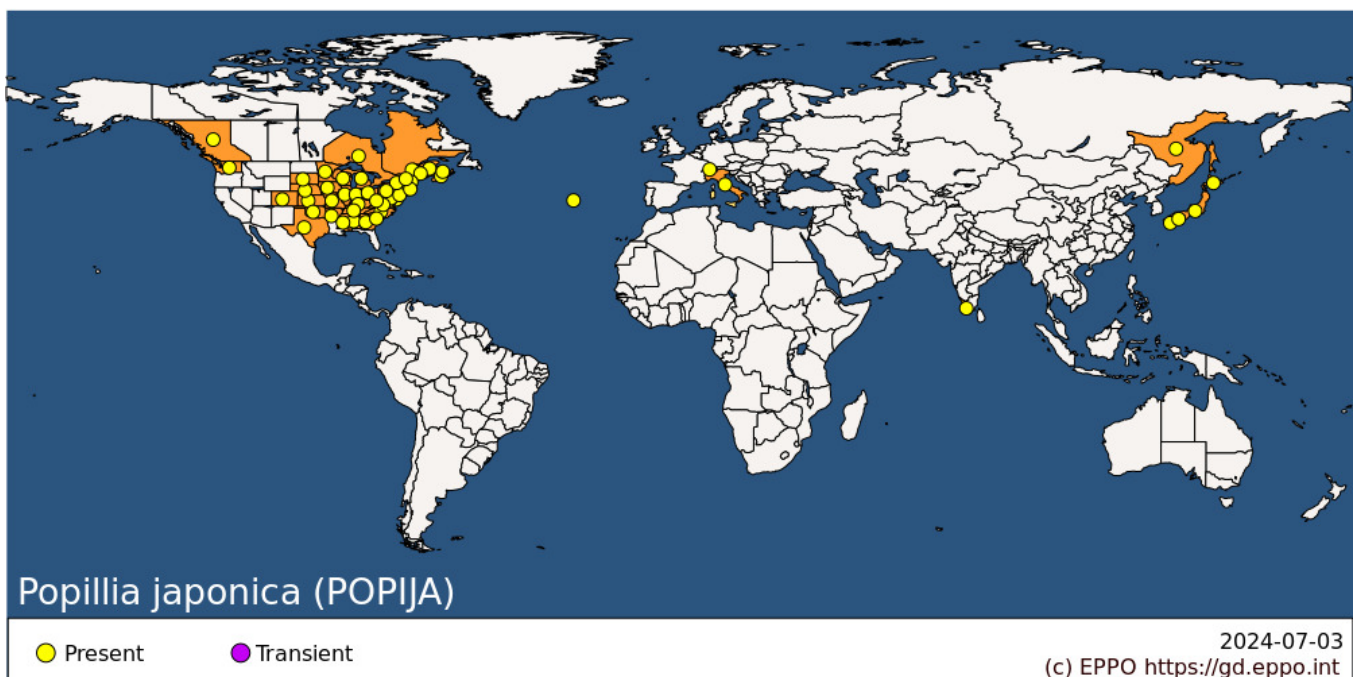 Popillia japonica (POPIJA)
Present
Transient
2024-07-03
(c) EPPO https://gd.eppo.int